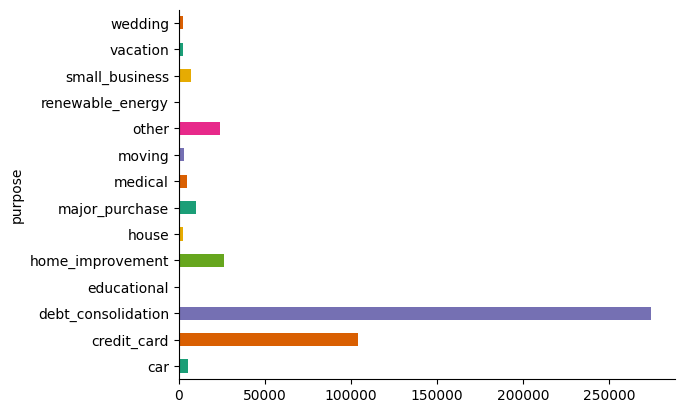 wedding
vacation
small_business
renewable_energy
other
moving
medical
major_purchase
house
home_improvement
educational
debt_consolidation
credit_card
car
purpose
0 50000 100000 150000 200000 250000